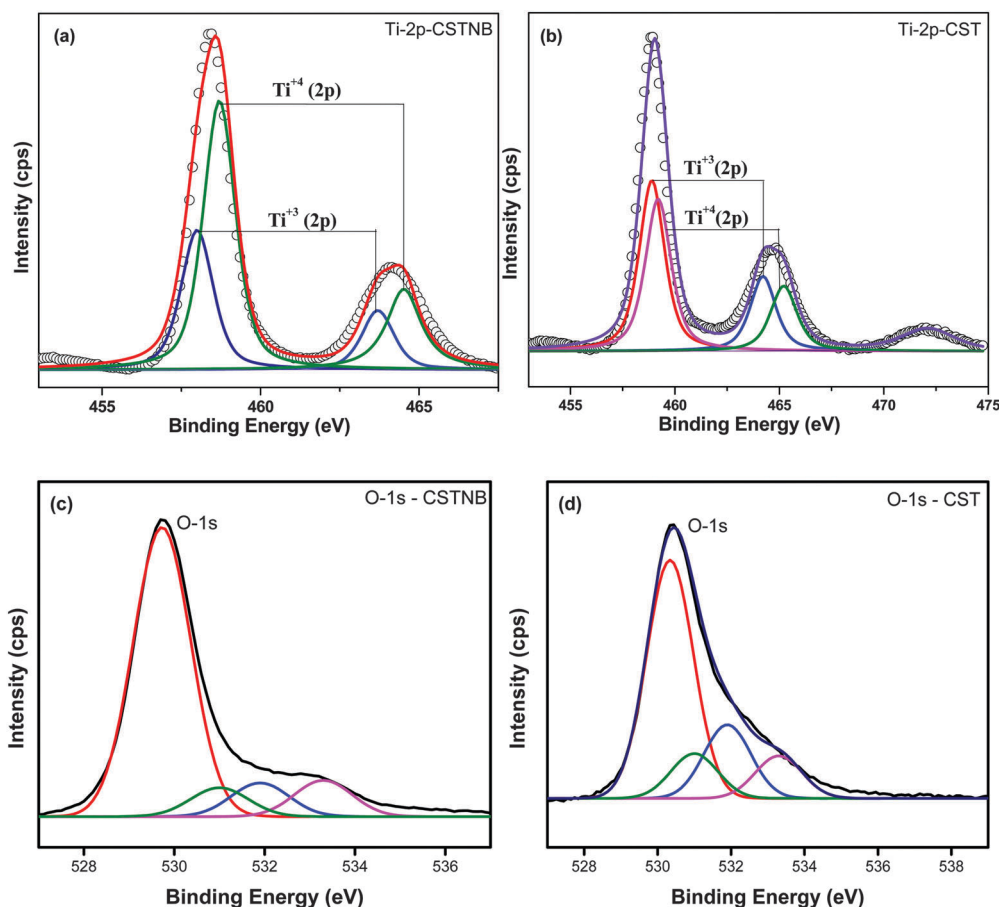 (a)
Ti-2p-CSTNB
Ti+4 (2p)
Ti+3 (2p)
Intensity (cps)
455 460 465
Binding Energy (eV)
(b)
Ti-2p-CST
Ti+3 (2p)
Ti+4 (2p)
Intensity (cps)
455 460 465 470 475
Binding Energy (eV)
(c)
O-1s - CSTNB
O-1s
Intensity (cps)
528 530 532 534 536
Binding Energy (eV)
(d)
O-1s - CST
O-1s
Intensity (cps)
528 530 532 534 536 538
Binding Energy (eV)